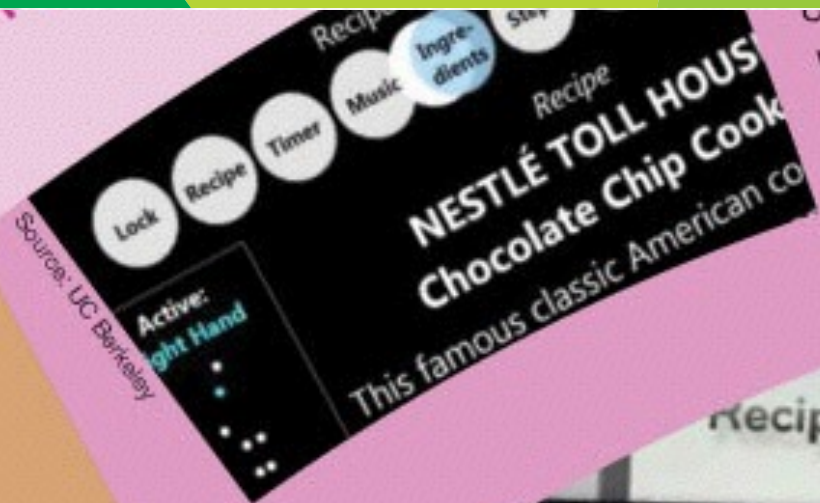 Recipe
Lock
Recipe
Timer
Music
Ingre-
dients
Step
Recipe
NESTLÉ TOLL HOUS
Chocolate Chip Cook
This famous classic American co
Active:
ght Hand
Source: UC Berkeley
Recip